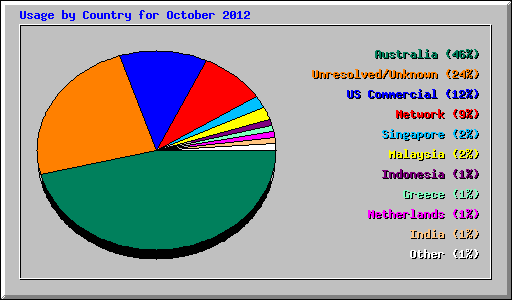 Usage by Country for October 2012
Australia (46%)
Unresolved/Unknown (24%)
US Commercial (12%)
Network (9%)
Singapore (2%)
Malaysia (2%)
Indonesia (1%)
Greece (1%)
Netherlands (1%)
India (1%)
Other (1%)